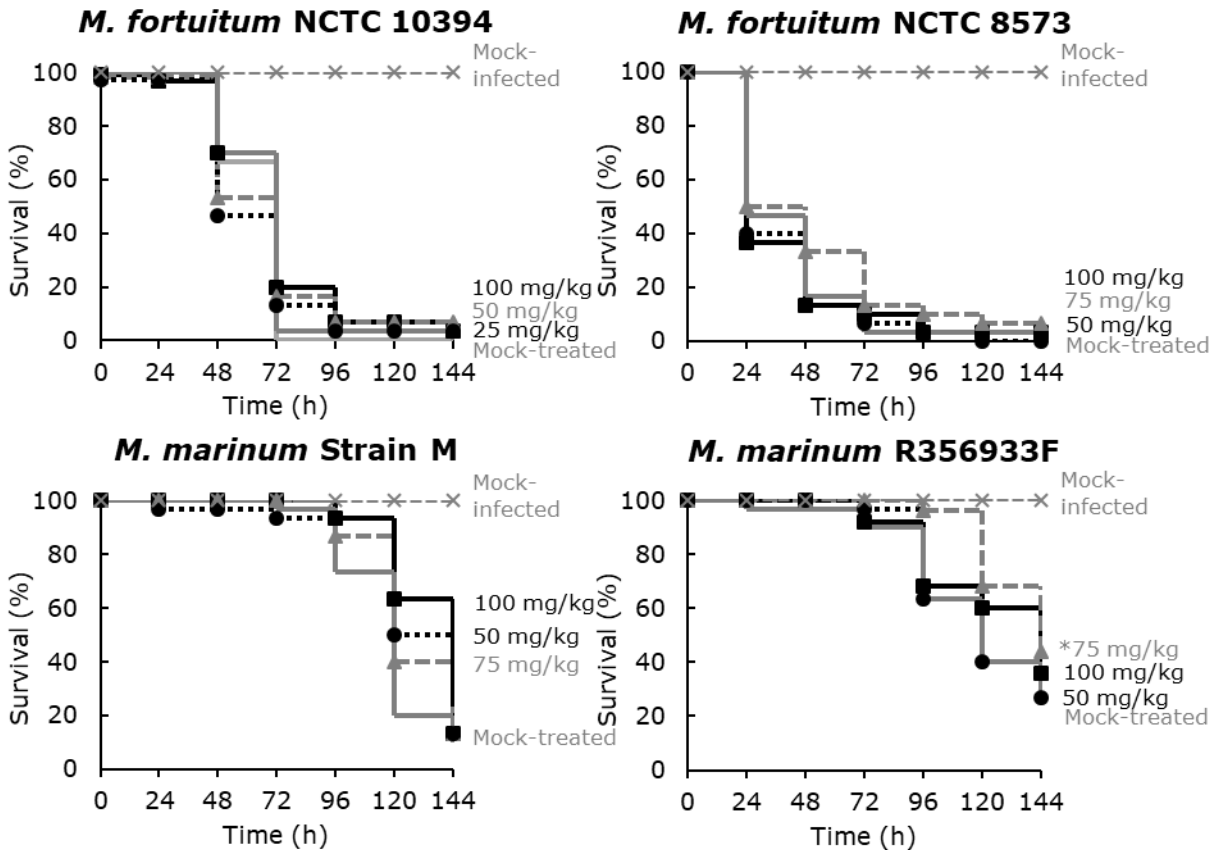 M. fortuitum NCTC 10394
Mock-
infected
100
80
60
40
20
0
Survival (%)
100 mg/kg
50 mg/kg
25 mg/kg
Mock-treated
0 24 48 72 96 120 144
Time (h)
M. fortuitum NCTC 8573
Mock-
infected
100
80
60
40
20
0
Survival (%)
100 mg/kg
75 mg/kg
50 mg/kg
Mock-treated
0 24 48 72 96 120 144
Time (h)
M. marinum Strain M
Mock-
infected
100
80
60
40
20
0
Survival (%)
100 mg/kg
50 mg/kg
75 mg/kg
Mock-treated
0 24 48 72 96 120 144
Time (h)
M. marinum R356933F
Mock-
infected
100
80
60
40
20
0
Survival (%)
*75 mg/kg
100 mg/kg
50 mg/kg
Mock-treated
0 24 48 72 96 120 144
Time (h)